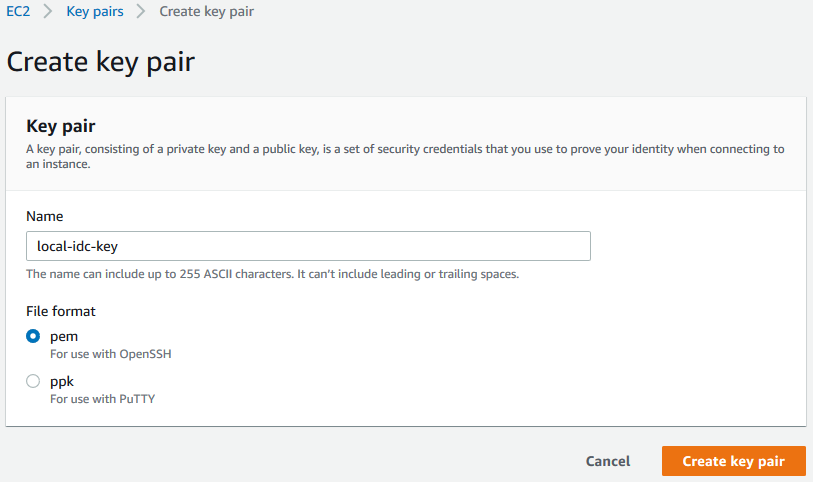 EC2 > Key pairs > Create key pair
Create key pair
Key pair
A key pair, consisting of a private key and a public key, is a set of security credentials that you use to prove your identity when connecting to
an instance.
Name
local-idc-key
The name can include up to 255 ASCII characters. It can't include leading or trailing spaces.
File format
pem
For use with OpenSSH
ppk
For use with PuTTY
Cancel Create key pair